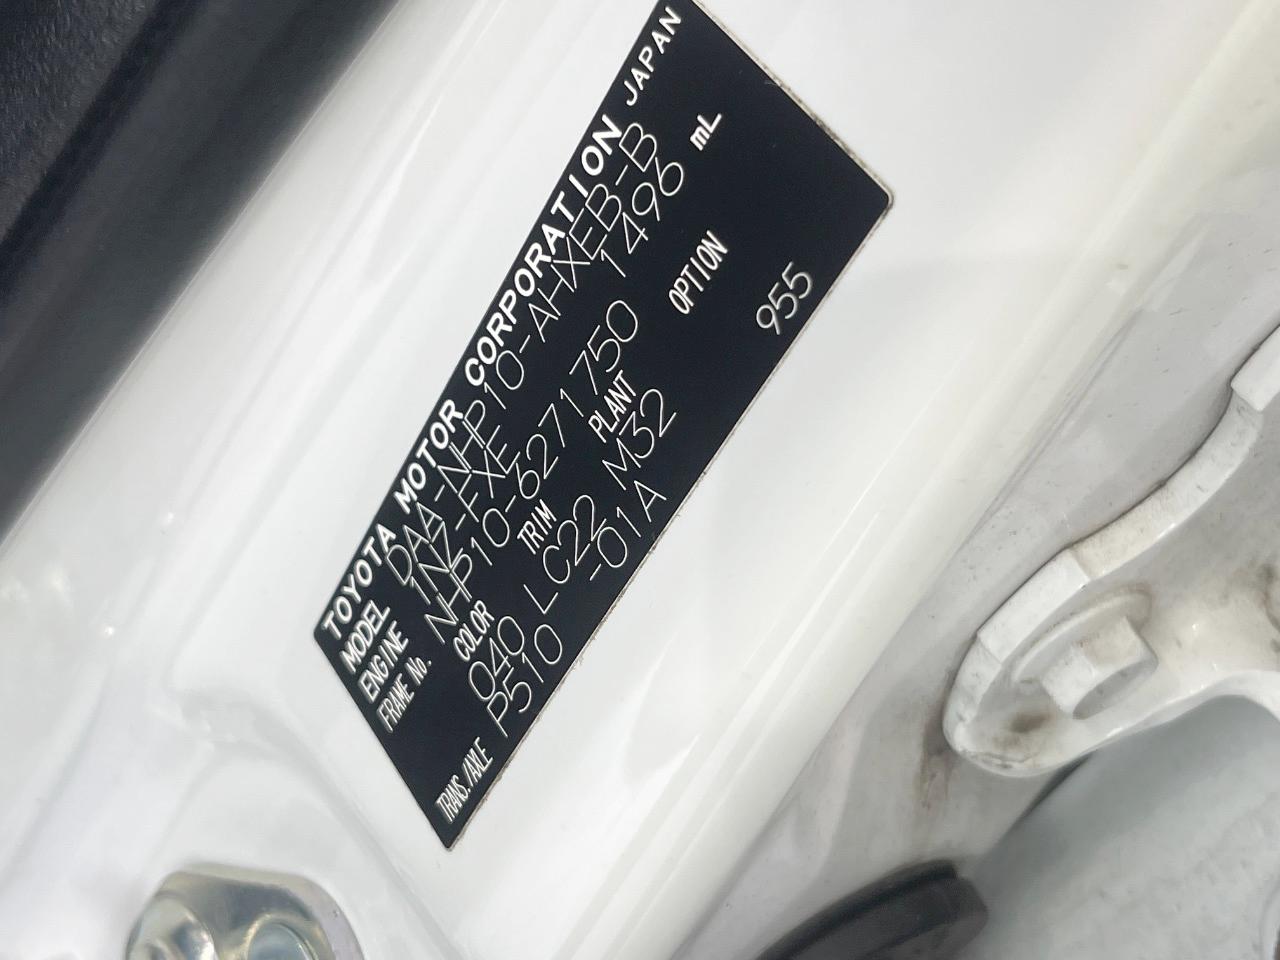 TOYOTA MOTOR CORPORATION JAPAN
MODEL DAA-NHP10-AHXEB-B
ENGINE 1NZ-FXE 1496 mL
FRAME No. NHP10-6271750
COLOR TRIM PLANT OPTION
040 LC22 M32
TRANS./AXLE P510 -01A 955